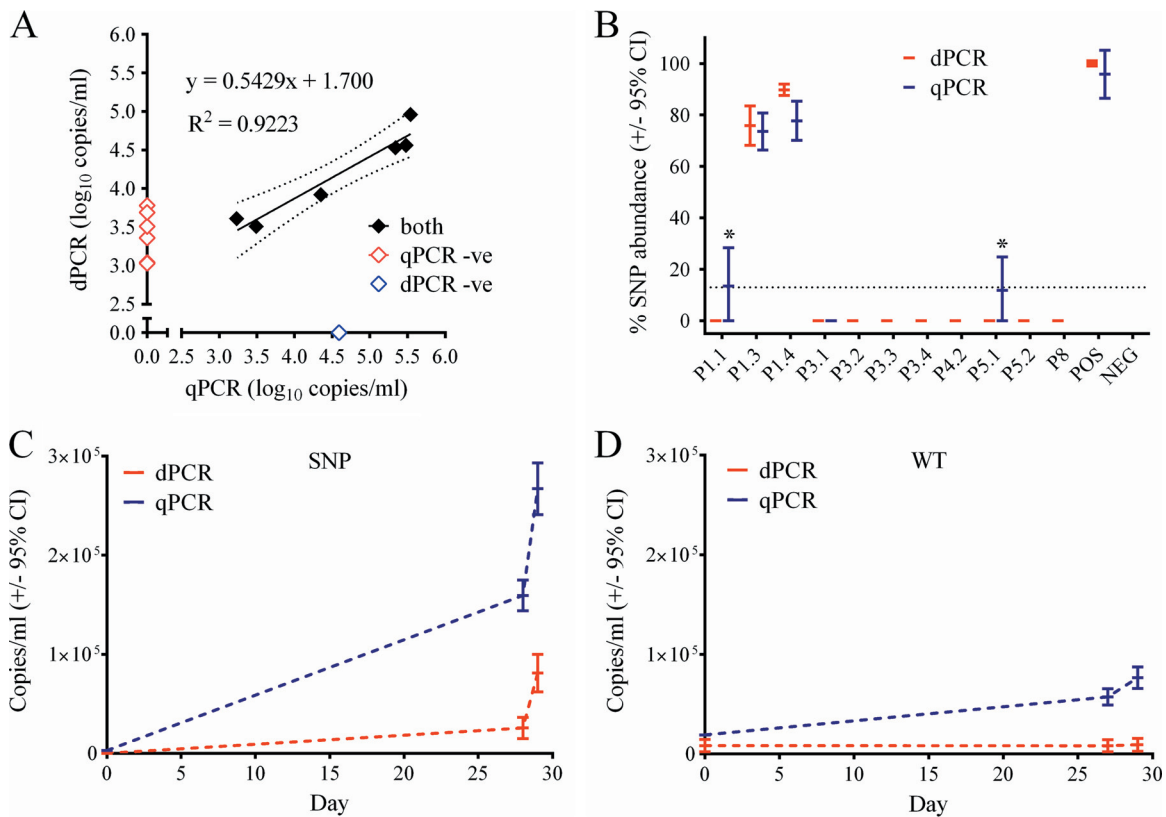 A
y = 0.5429x + 1.700
R² = 0.9223
dPCR (log₁₀ copies/ml)
6.0
5.5
5.0
4.5
4.0
3.5
3.0
2.5
0.0
both
qPCR -ve
dPCR -ve
0.0 2.5 3.0 3.5 4.0 4.5 5.0 5.5 6.0
qPCR (log₁₀ copies/ml)
B
% SNP abundance (+/- 95% CI)
100
80
60
40
20
0
dPCR
qPCR
*
*
P1.1 P1.3 P1.4 P3.1 P3.2 P3.3 P3.4 P4.2 P5.1 P5.2 P8 POS NEG
C
SNP
dPCR
qPCR
Copies/ml (+/- 95% CI)
3×10⁵
2×10⁵
1×10⁵
0
0 5 10 15 20 25 30
Day
D
WT
dPCR
qPCR
Copies/ml (+/- 95% CI)
3×10⁵
2×10⁵
1×10⁵
0
0 5 10 15 20 25 30
Day